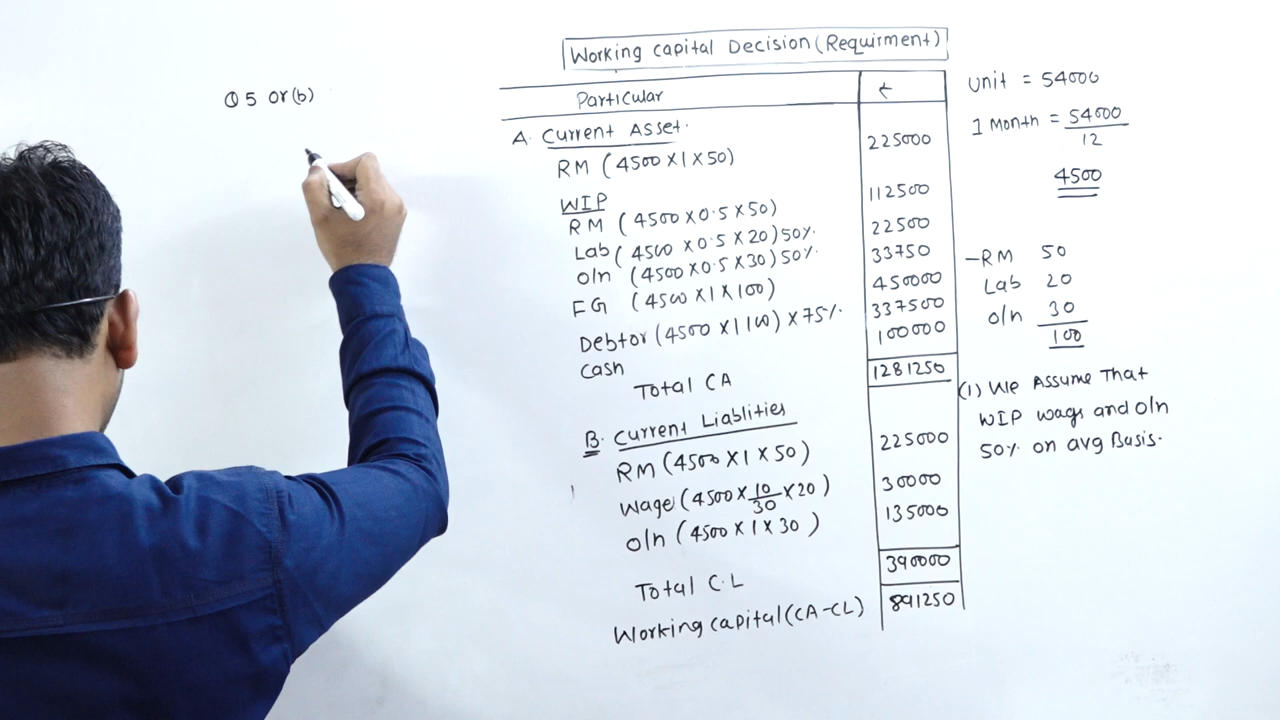 Q5 or(b)
Working Capital Decision (Requirment)
Particular ₹
A. Current Asset.
RM (4500 X 1 X 50) 225000
WIP
RM (4500 X 0.5 X 50) 112500
Lab (4500 X 0.5 X 20) 50% 22500
o/h (4500 X 0.5 X 30) 50% 33750
FG (4500 X 1 X 100) 450000
Debtor (4500 X 1 100) X 75% 337500
Cash 100000
Total CA 1281250
B. Current Liablities
RM (4500 X 1 X 50) 225000
Wage (4500 X 10/30 X 20) 30000
o/h (4500 X 1 X 30) 135000
Total C.L 390000
Working Capital (CA-CL) 891250
Unit = 54000
1 Month = 54000
12
4500
-RM 50
Lab 20
o/h 30
100
(1) We Assume That
WIP wags and o/h
50% on avg Basis.